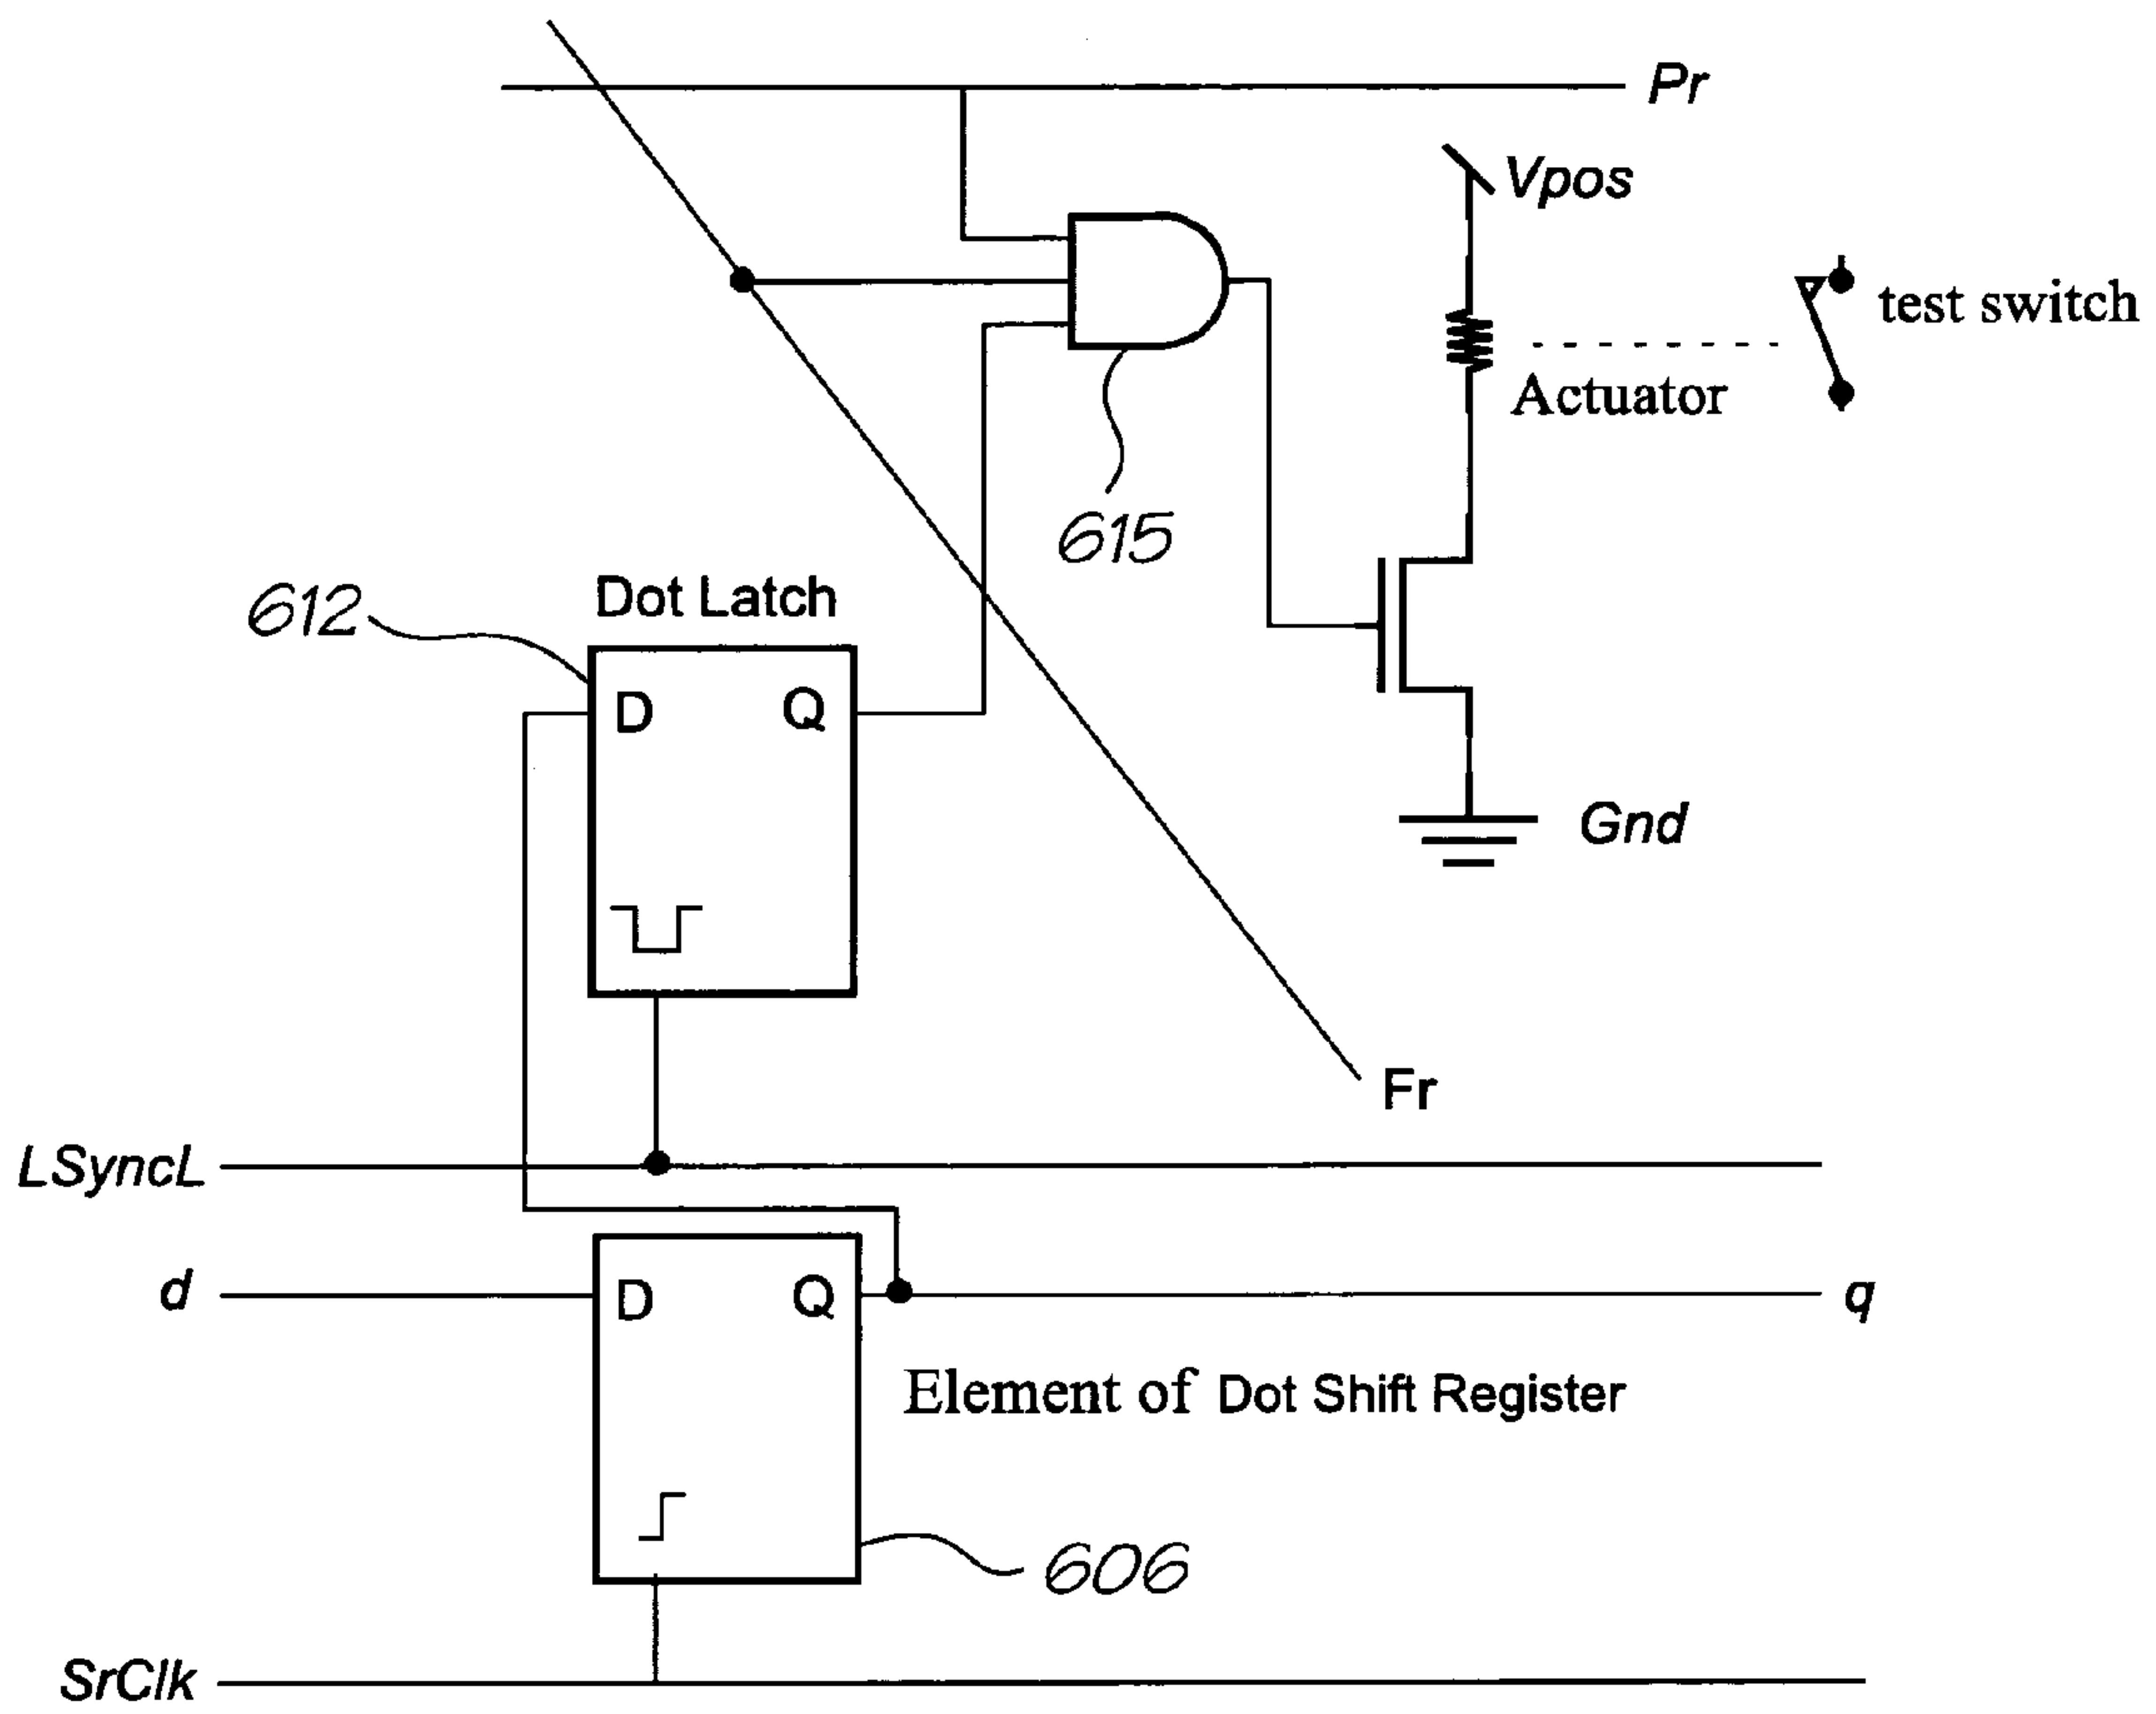 Pr
Vpos
test switch
Actuator
615
612
Dot Latch
D Q
Gnd
Fr
LSyncL
d
D Q
q
Element of Dot Shift Register
606
SrClk